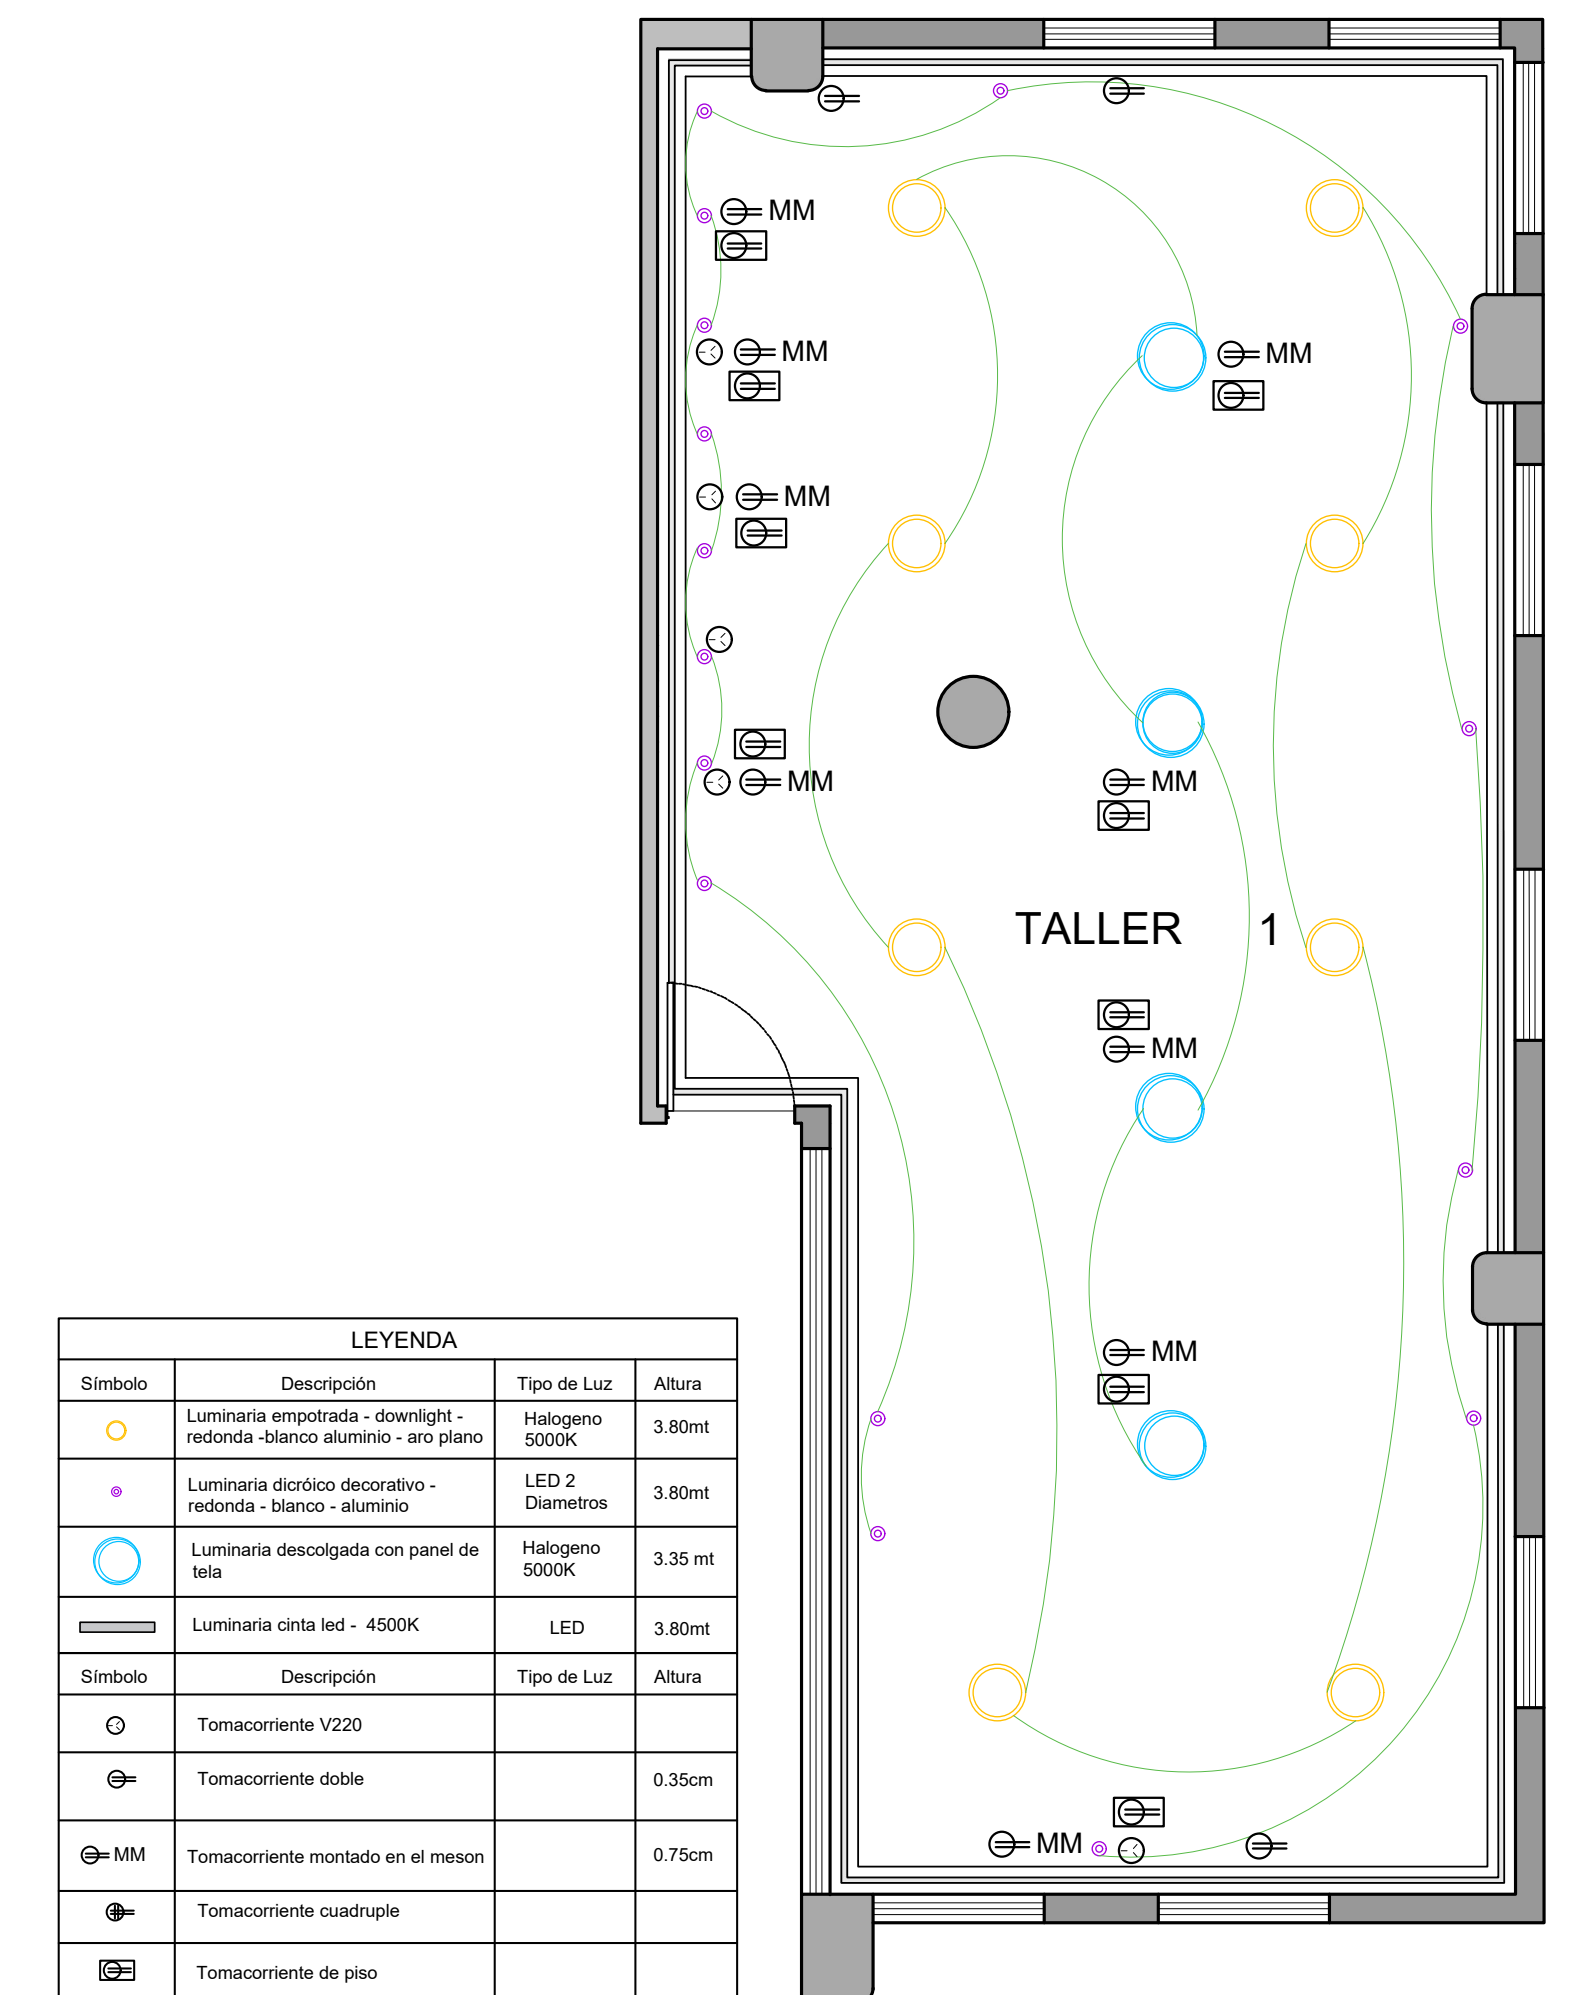 MM
MM
MM
MM
MM
MM
MM
TALLER 1
MM
MM
MM
LEYENDA
Símbolo Descripción Tipo de Luz Altura
Luminaria empotrada - downlight - Halogeno 3.80mt
redonda -blanco aluminio - aro plano 5000K
Luminaria dicróico decorativo - LED 2 3.80mt
redonda - blanco - aluminio Diametros
Luminaria descolgada con panel de Halogeno 3.35 mt
tela 5000K
Luminaria cinta led - 4500K LED 3.80mt
Símbolo Descripción Tipo de Luz Altura
Tomacorriente V220
Tomacorriente doble 0.35cm
MM Tomacorriente montado en el meson 0.75cm
Tomacorriente cuadruple
Tomacorriente de piso